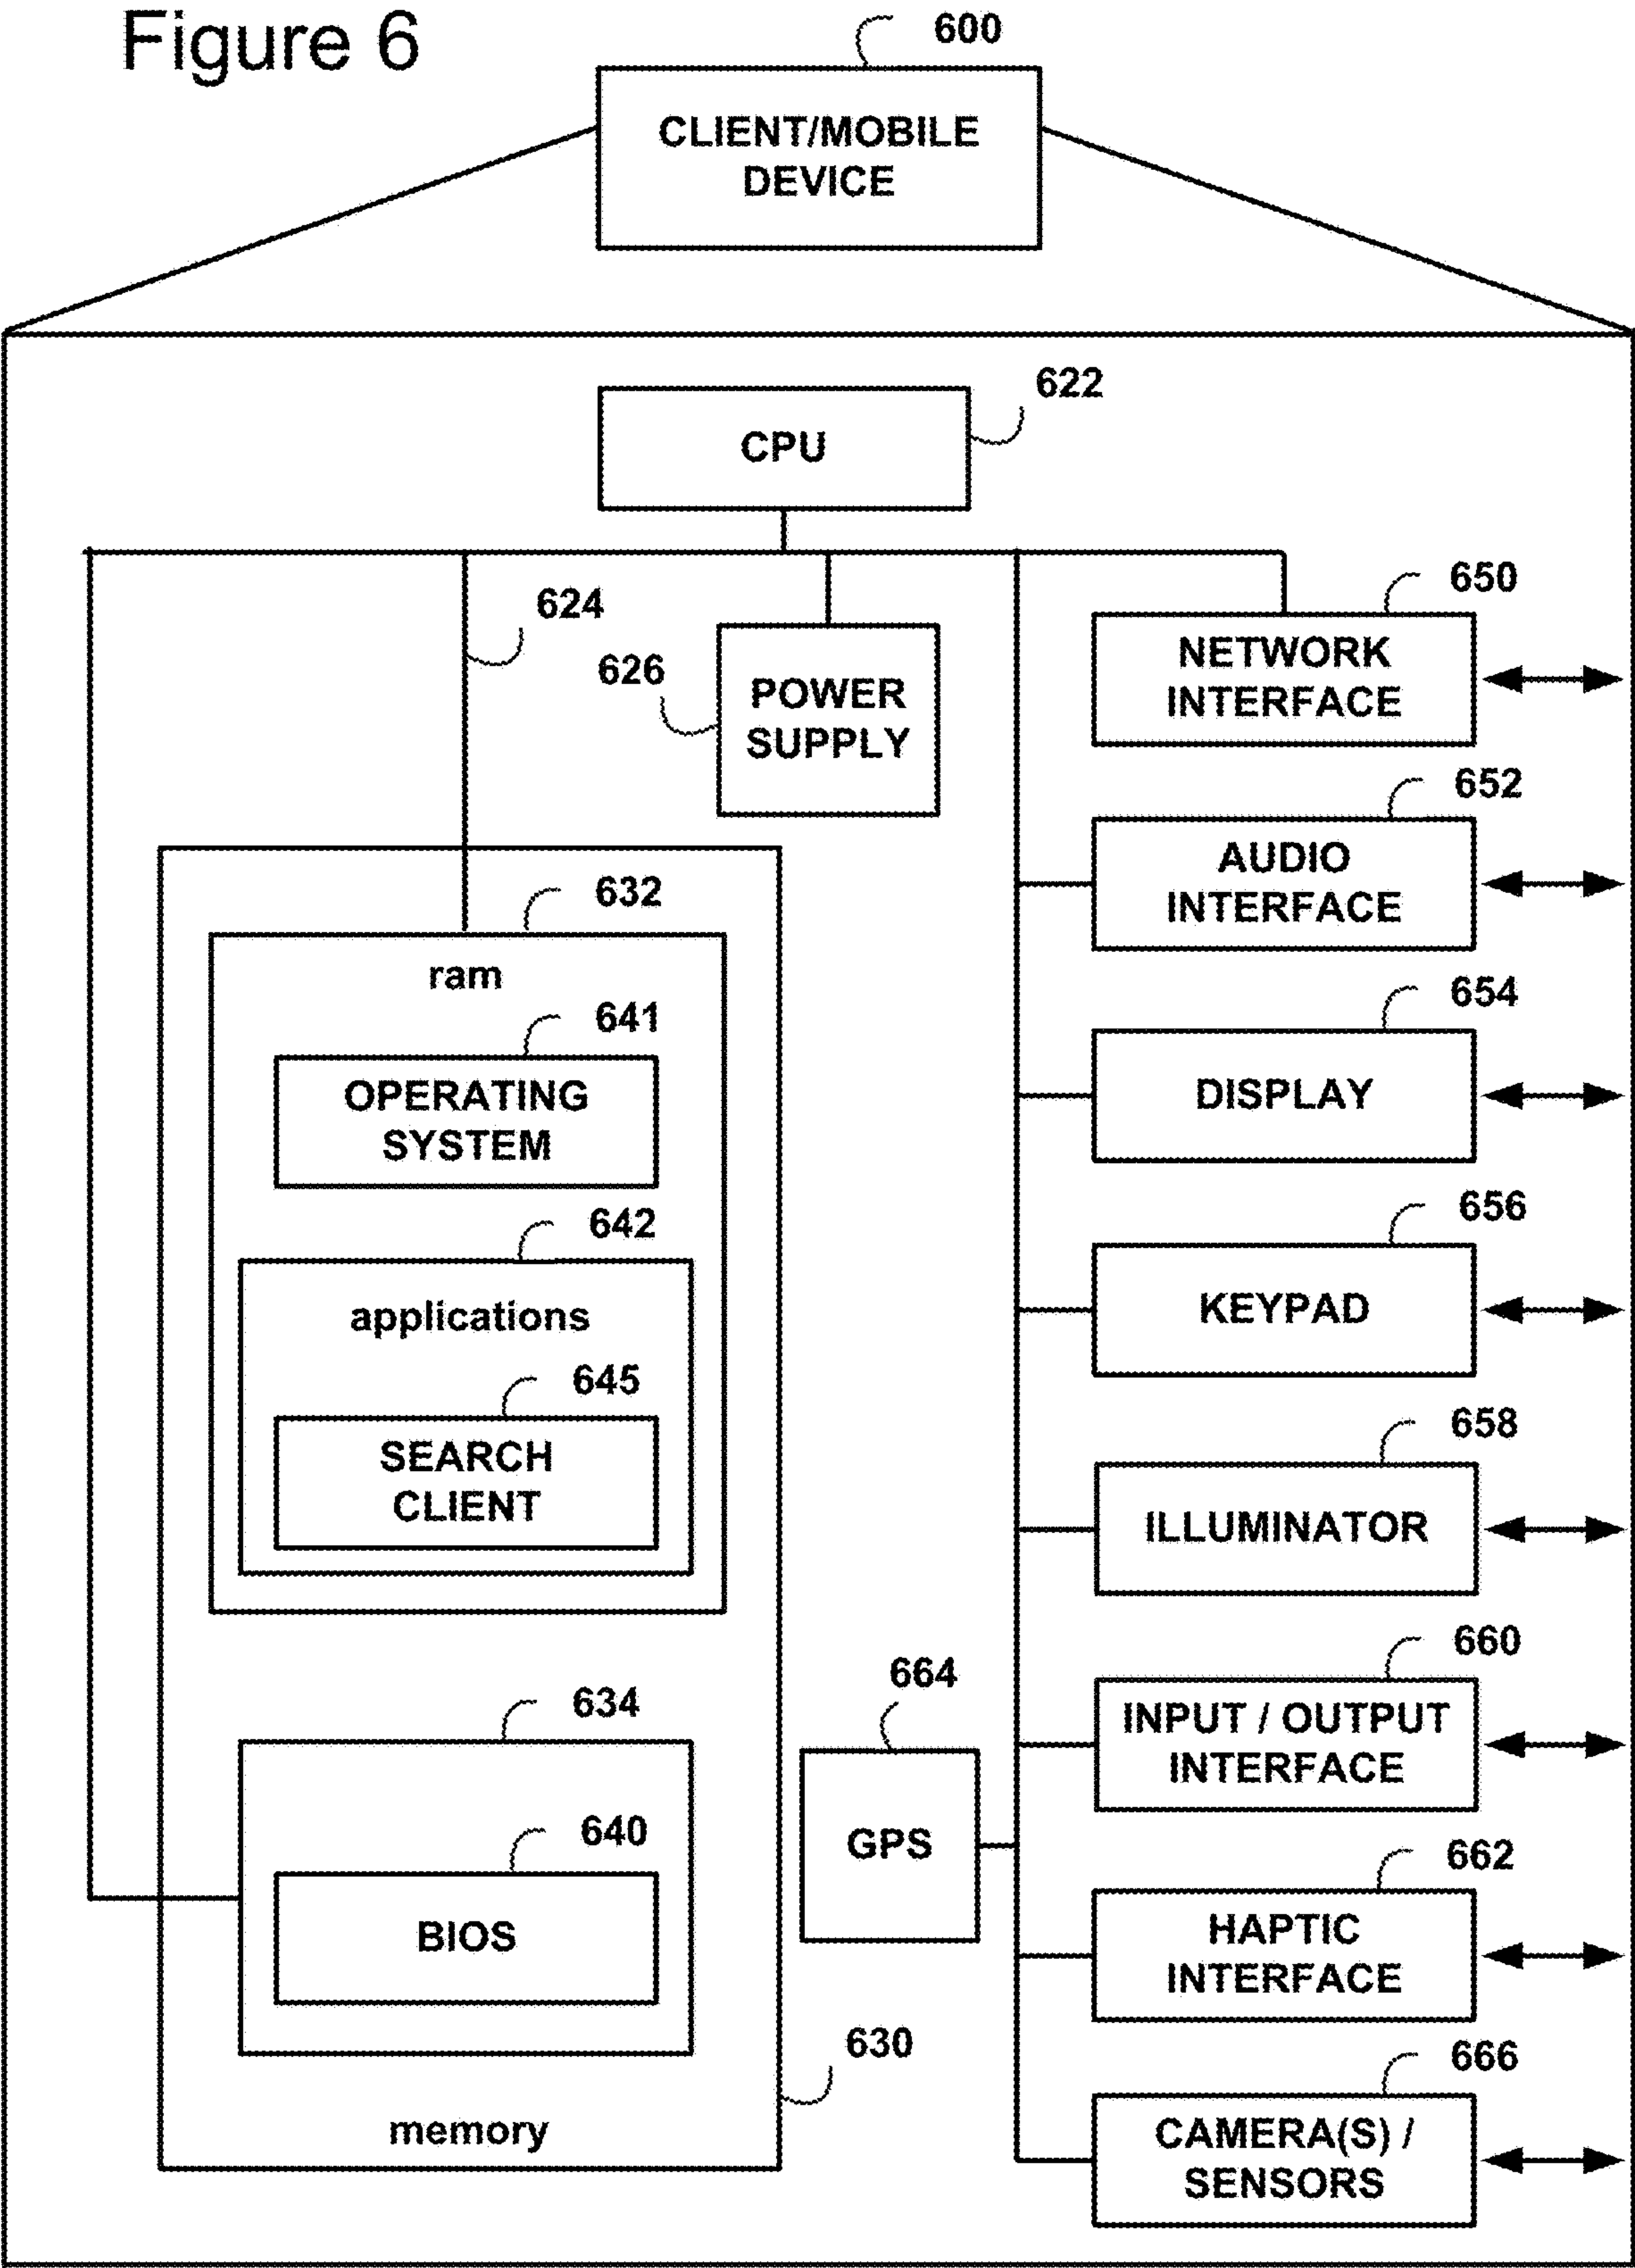 Figure 6
600
CLIENT/MOBILE
DEVICE
622
CPU
624
626
POWER
SUPPLY
650
NETWORK
INTERFACE
652
AUDIO
INTERFACE
632
ram
641
OPERATING
SYSTEM
654
DISPLAY
642
applications
656
KEYPAD
645
SEARCH
CLIENT
658
ILLUMINATOR
634
664
GPS
660
INPUT / OUTPUT
INTERFACE
640
BIOS
662
HAPTIC
INTERFACE
630
memory
666
CAMERA(S) /
SENSORS